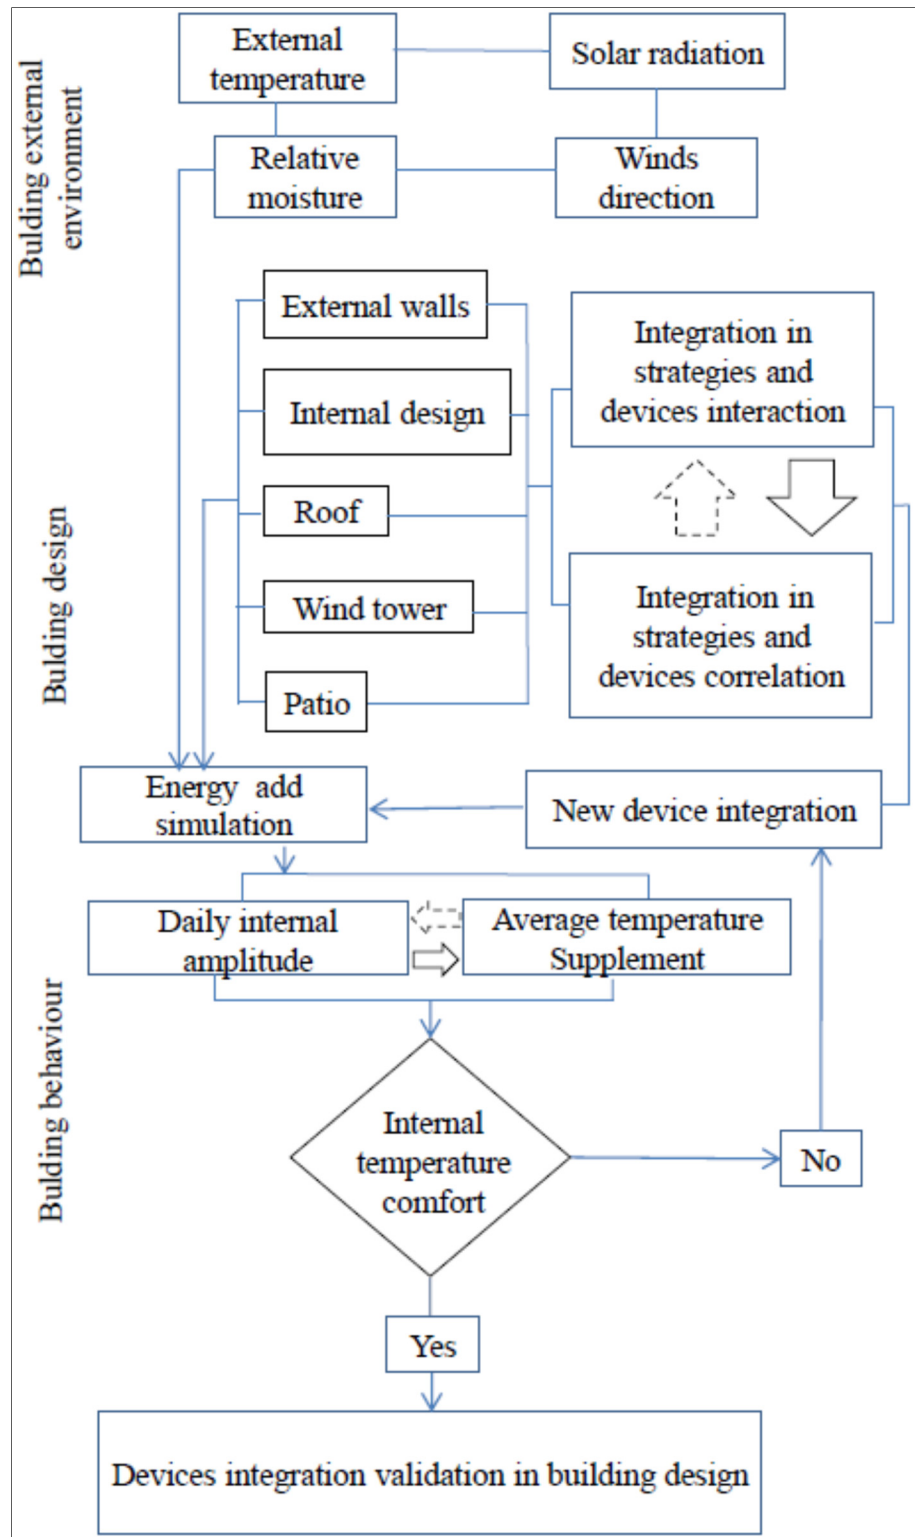 Bulding external
environment
External
temperature
Solar radiation
Relative
moisture
Winds
direction
Bulding design
External walls
Internal design
Roof
Wind tower
Patio
Integration in
strategies and
devices interaction
Integration in
strategies and
devices correlation
Energy add
simulation
New device integration
Bulding behaviour
Daily internal
amplitude
Average temperature
Supplement
Internal
temperature
comfort
No
Yes
Devices integration validation in building design